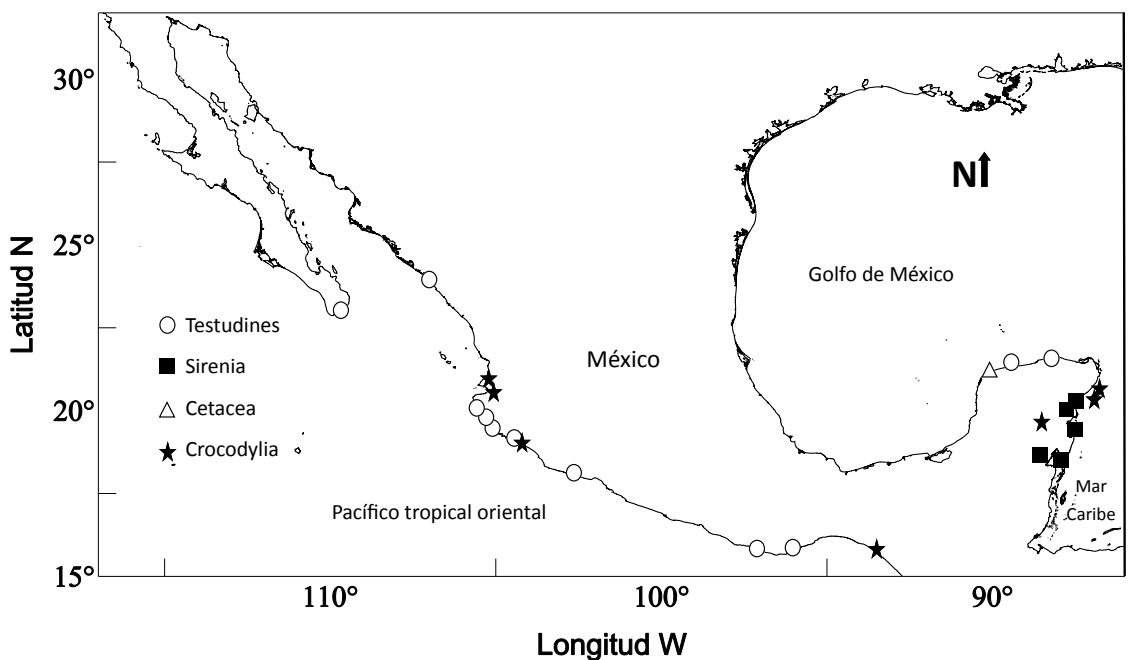 30°
25°
20°
15°
Latitud N
N
Golfo de México
México
Testudines
Sirenia
Cetacea
Crocodylia
Pacífico tropical oriental
Mar
Caribe
110°
100°
90°
Longitud W